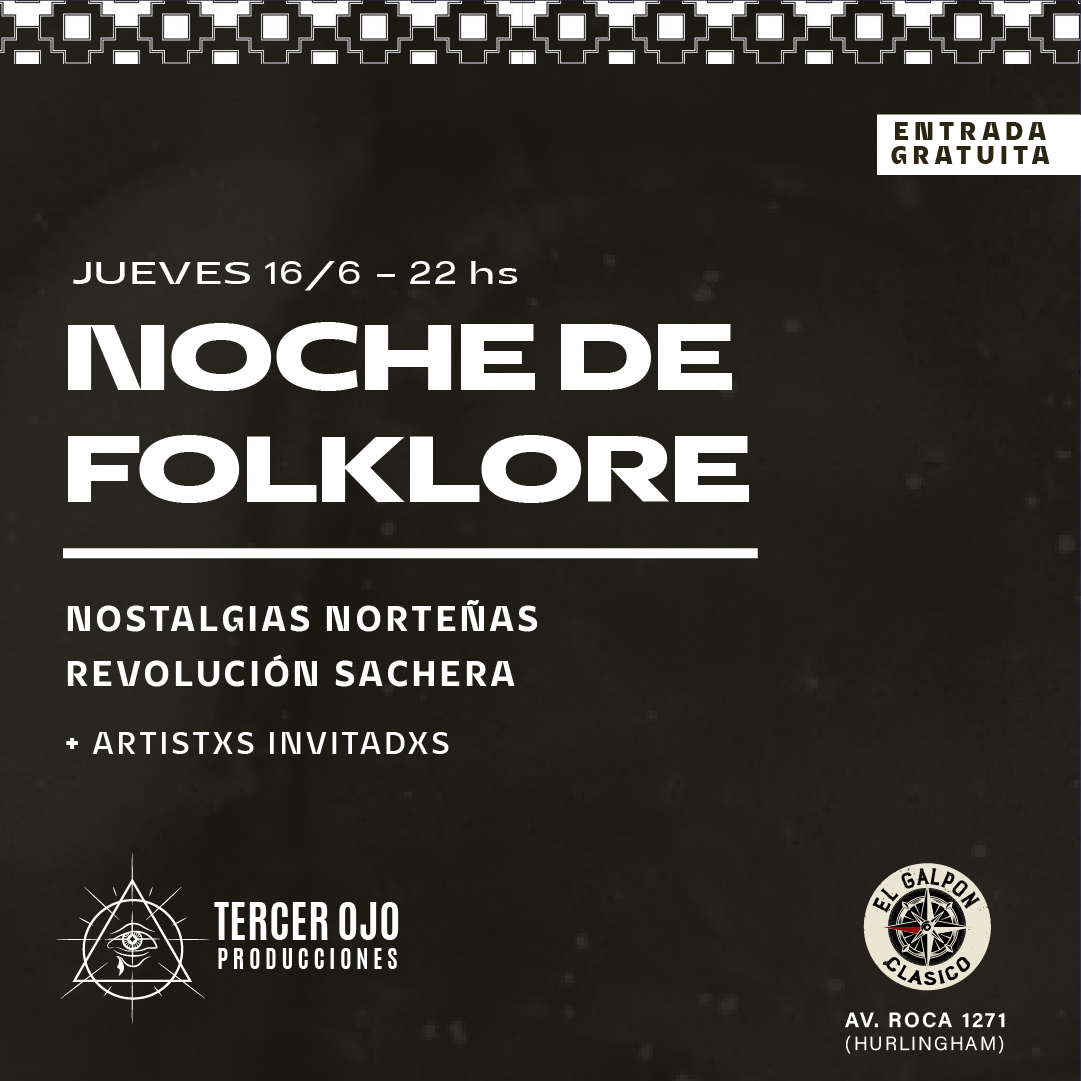 ENTRADA
GRATUITA
JUEVES 16/6 – 22 hs
NOCHE DE
FOLKLORE
NOSTALGIAS NORTEÑAS
REVOLUCIÓN SACHERA
+ ARTISTXS INVITADXS
TERCER OJO
PRODUCCIONES
EL GALPON
CLASICO
AV. ROCA 1271
(HURLINGHAM)